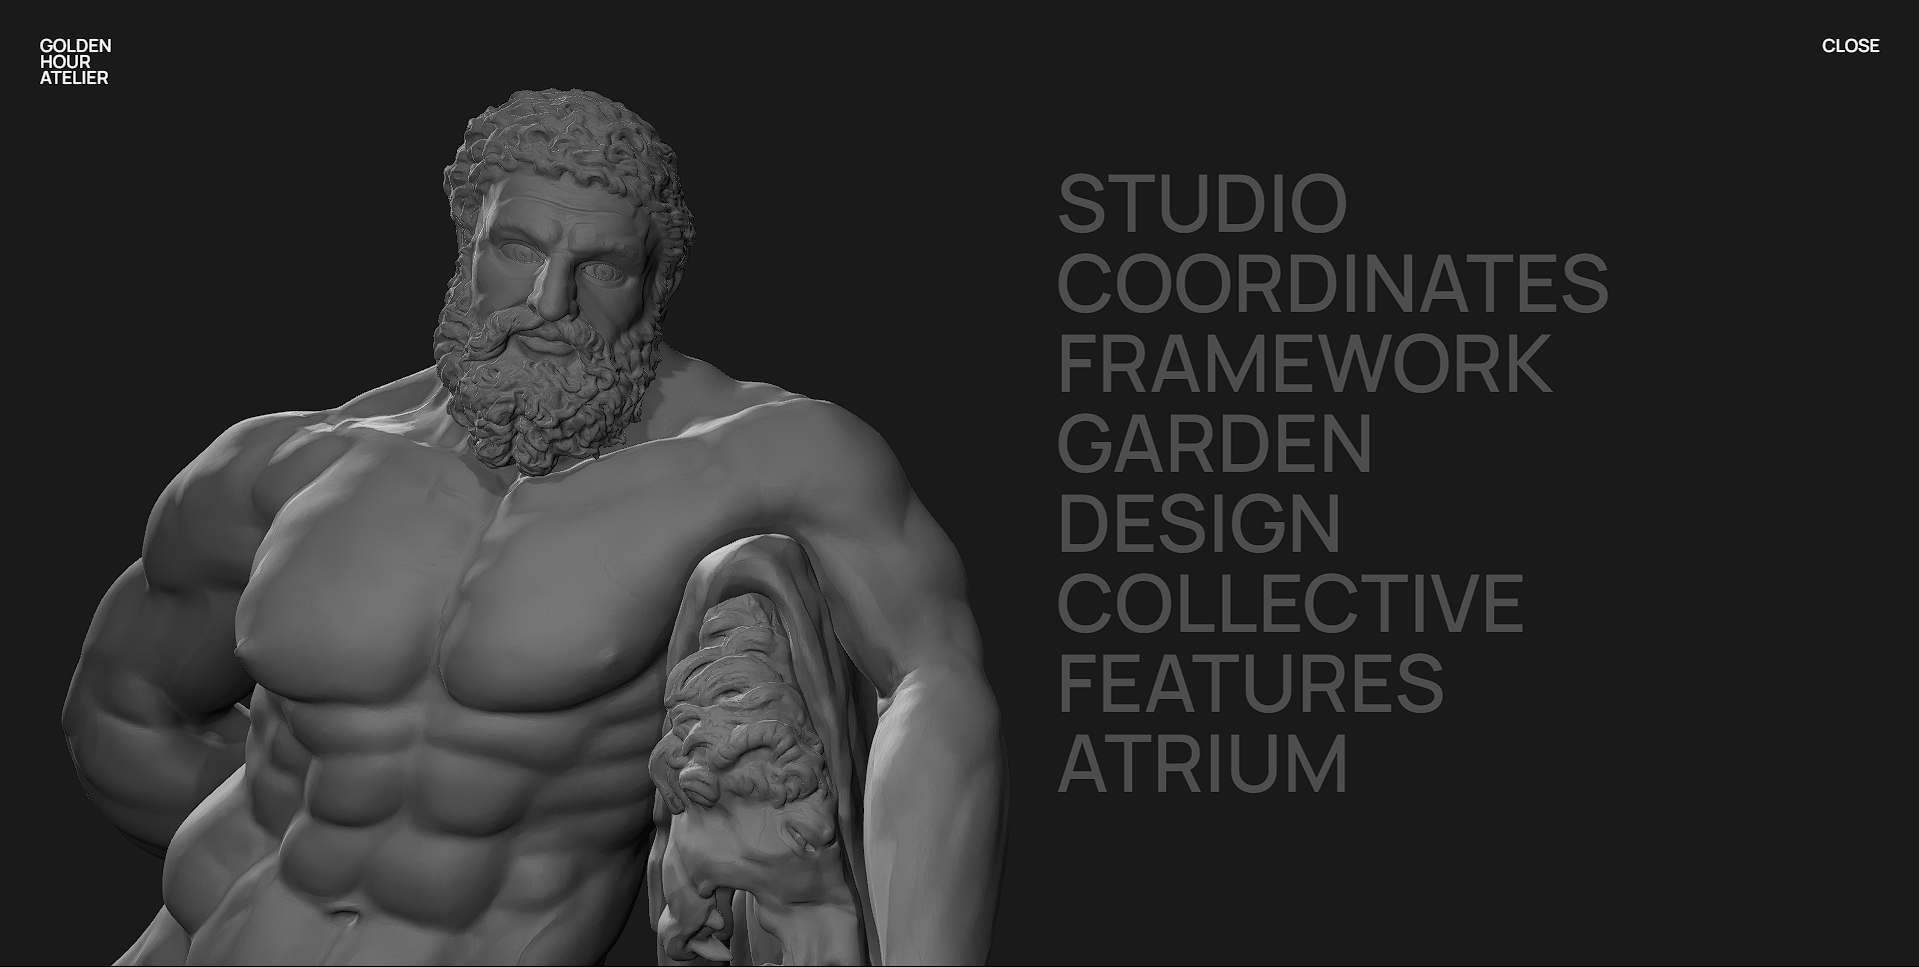 GOLDEN
HOUR
ATELIER
CLOSE
STUDIO
COORDINATES
FRAMEWORK
GARDEN
DESIGN
COLLECTIVE
FEATURES
ATRIUM